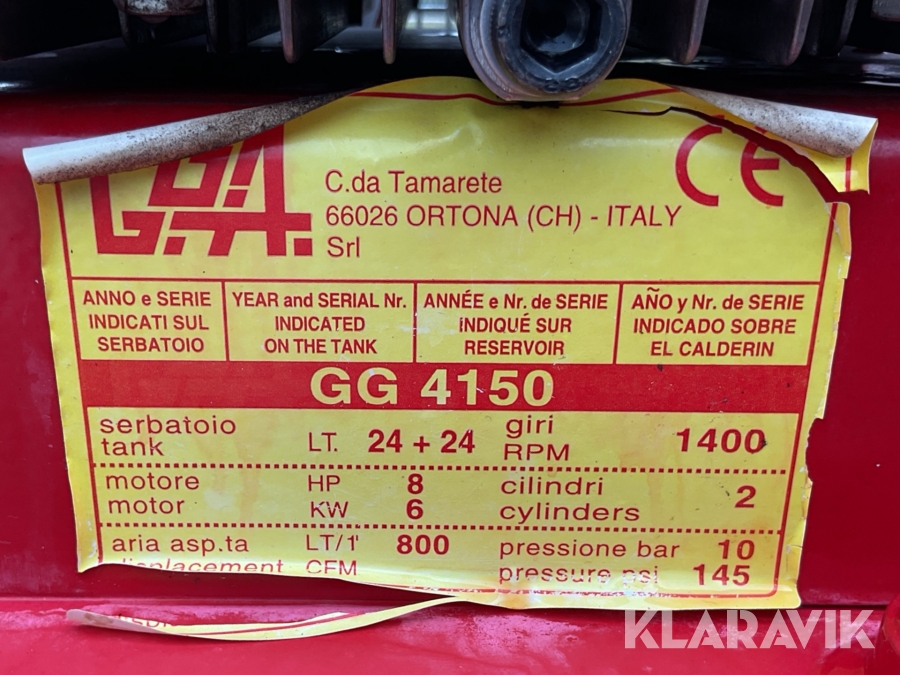 C.da Tamarete
66026 ORTONA (CH) - ITALY
Srl
CE
ANNO e SERIE
INDICATI SUL
SERBATOIO
YEAR and SERIAL Nr.
INDICATED
ON THE TANK
ANNÉE e Nr. de SERIE
INDIQUÉ SUR
RESERVOIR
AÑO y Nr. de SERIE
INDICADO SOBRE
EL CALDERIN
GG 4150
serbatoio
tank
LT. 24 + 24
giri
RPM
1400
motore
motor
HP 8
KW 6
cilindri
cylinders
2
aria asp.ta
displacement
LT/1' 800
CFM
pressione bar 10
pressure psi 145
KLARAVIK